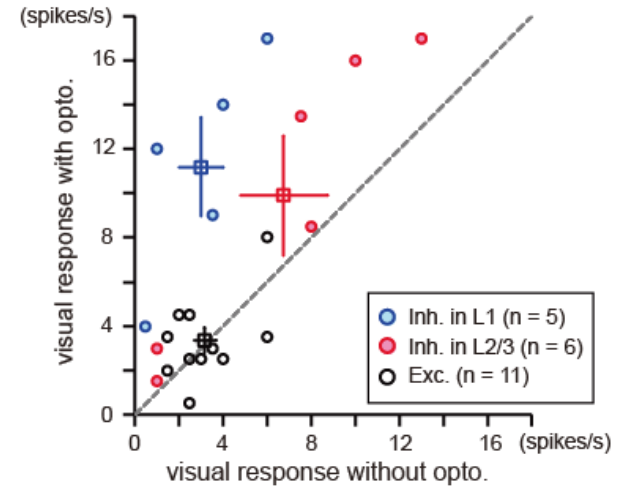 (spikes/s)
visual response with opto.
16
12
8
4
0
0 4 8 12 16 (spikes/s)
visual response without opto.
Inh. in L1 (n = 5)
Inh. in L2/3 (n = 6)
Exc. (n = 11)